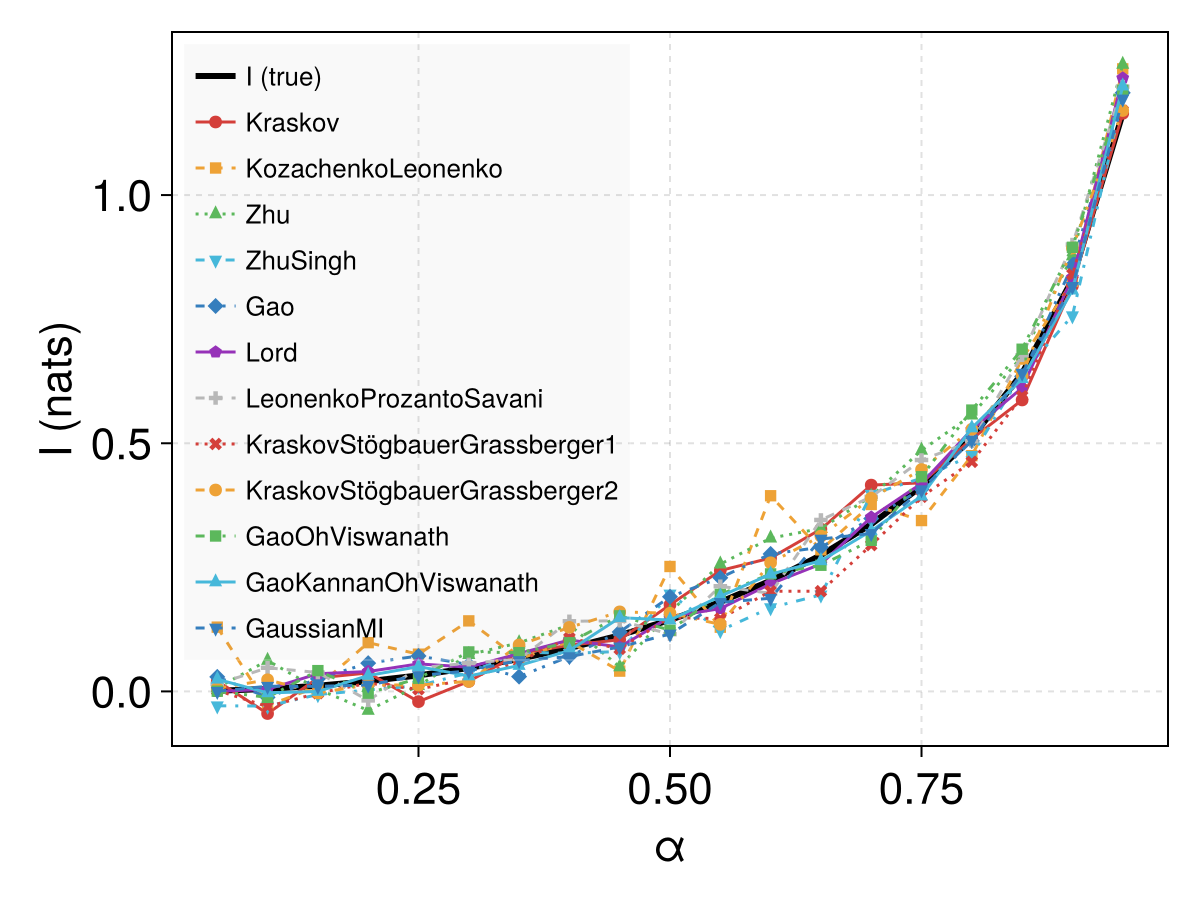 I (true)
Kraskov
KozachenkoLeonenko
Zhu
ZhuSingh
Gao
Lord
LeonenkoProzantoSavani
KraskovStögbauerGrassberger1
KraskovStögbauerGrassberger2
GaoOhViswanath
GaoKannanOhViswanath
GaussianMI
I (nats)
1.0
0.5
0.0
0.25 0.50 0.75
α